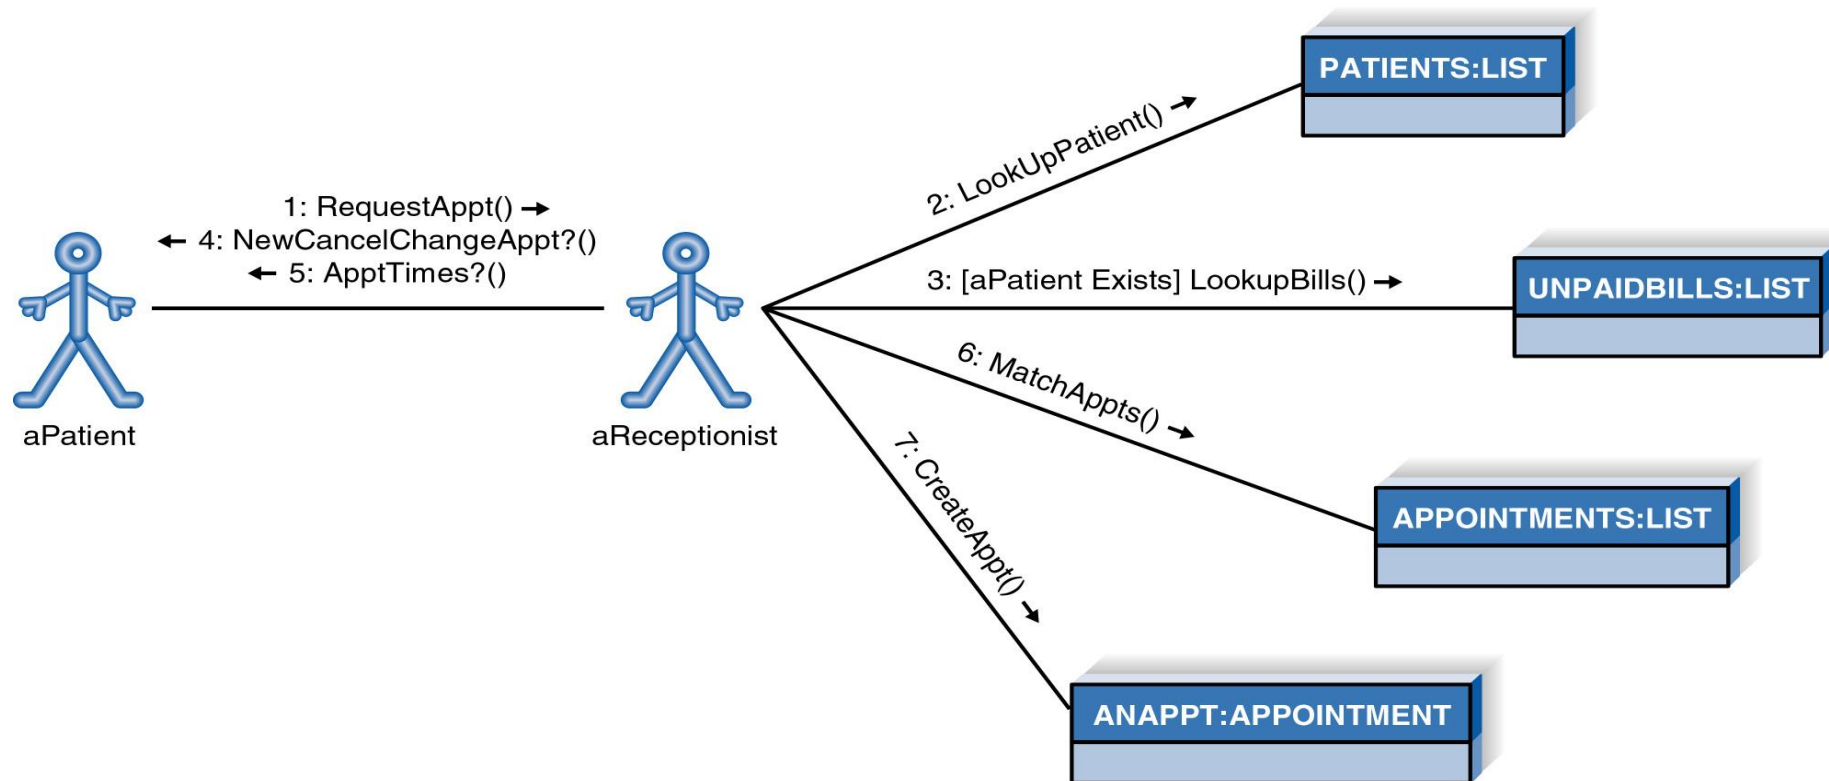 PATIENTS:LIST
2: LookUpPatient()
1: RequestAppt() →
← 4: NewCancelChangeAppt?()
← 5: ApptTimes?()
3: [aPatient Exists] LookupBills() →
UNPAIDBILLS:LIST
6: MatchAppts()
aPatient
aReceptionist
7: CreateAppt()
APPOINTMENTS:LIST
ANAPPT:APPOINTMENT